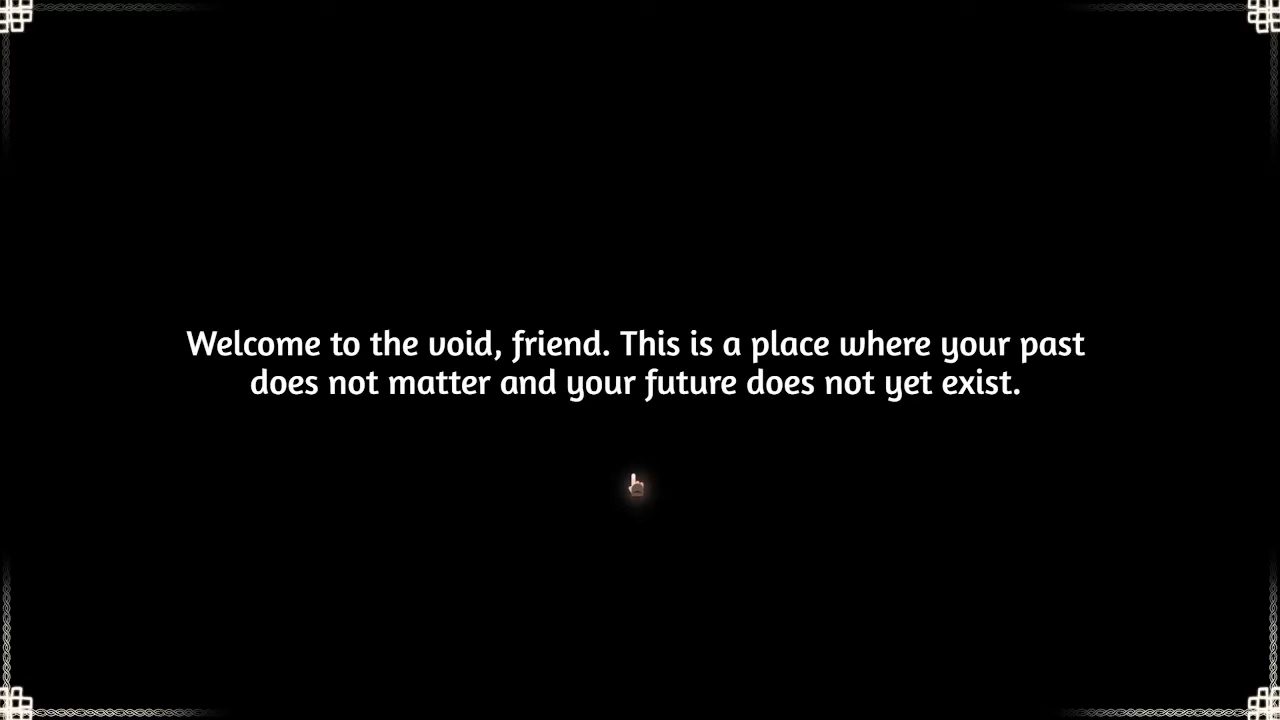 Welcome to the void, friend. This is a place where your past
does not matter and your future does not yet exist.